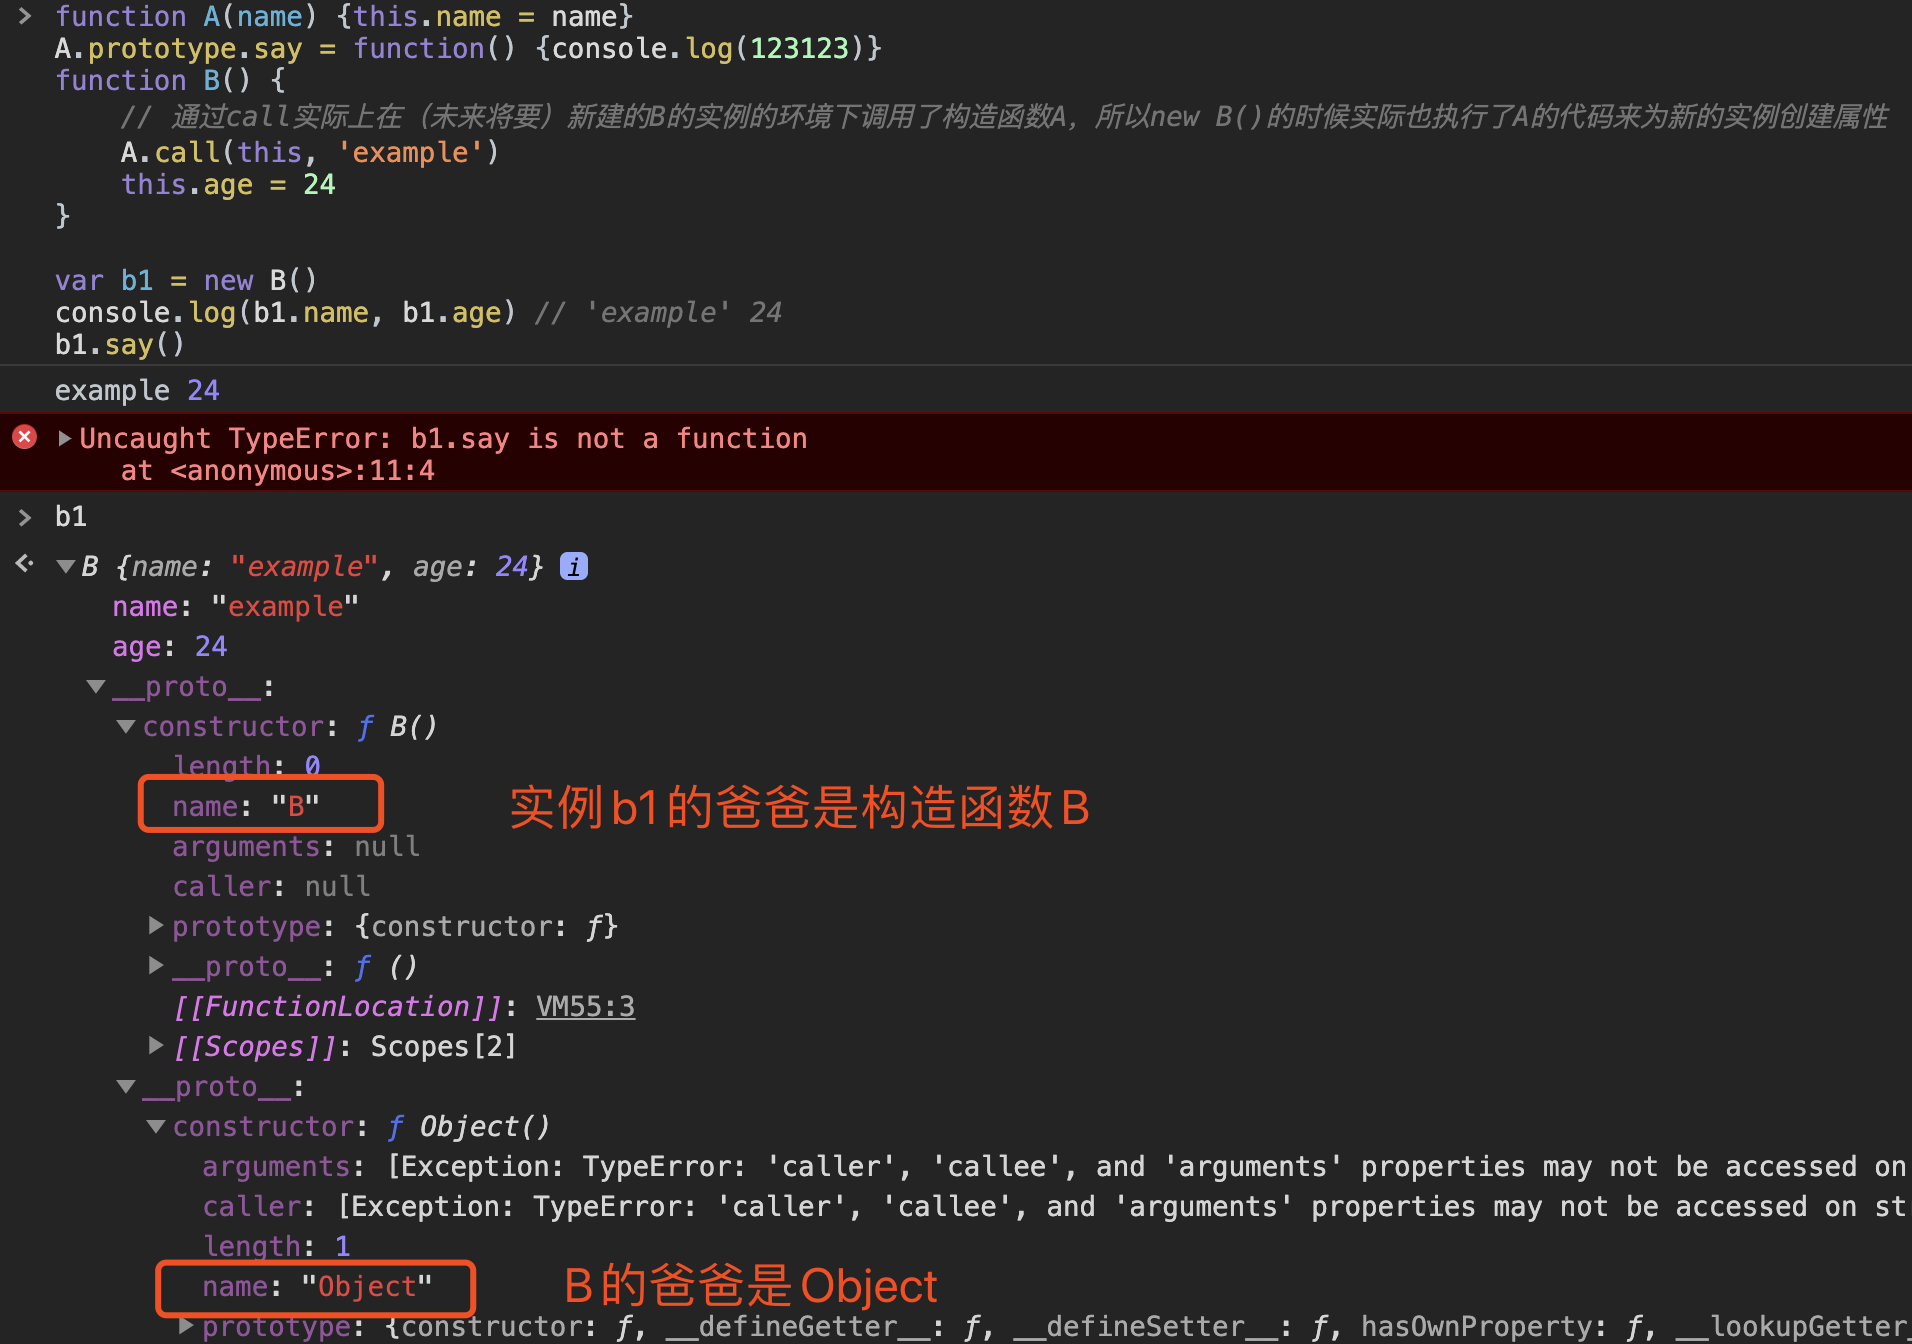 function A(name) {this.name = name}
A.prototype.say = function() {console.log(123123)}
function B() {
// 通过call实际上在（未来将要）新建的B的实例的环境下调用了构造函数A，所以new B()的时候实际也执行了A的代码来为新的实例创建属性
A.call(this, 'example')
this.age = 24
}
var b1 = new B()
console.log(b1.name, b1.age) // 'example' 24
b1.say()
example 24
Uncaught TypeError: b1.say is not a function
at <anonymous>:11:4
b1
B {name: "example", age: 24} i
name: "example"
age: 24
__proto__:
constructor: ƒ B()
length: 0
name: "B" 实例b1的爸爸是构造函数B
arguments: null
caller: null
prototype: {constructor: ƒ}
__proto__: ƒ ()
[[FunctionLocation]]: VM55:3
[[Scopes]]: Scopes[2]
__proto__:
constructor: ƒ Object()
arguments: [Exception: TypeError: 'caller', 'callee', and 'arguments' properties may not be accessed on
caller: [Exception: TypeError: 'caller', 'callee', and 'arguments' properties may not be accessed on st
length: 1
name: "Object" B的爸爸是Object
prototype: {constructor: ƒ, __defineGetter__: ƒ, __defineSetter__: ƒ, hasOwnProperty: ƒ, __lookupGetter